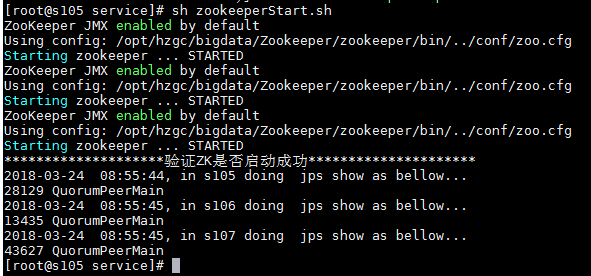 [root@s105 service]# sh zookeeperStart.sh
ZooKeeper JMX enabled by default
Using config: /opt/hzgc/bigdata/Zookeeper/zookeeper/bin/../conf/zoo.cfg
Starting zookeeper ... STARTED
ZooKeeper JMX enabled by default
Using config: /opt/hzgc/bigdata/Zookeeper/zookeeper/bin/../conf/zoo.cfg
Starting zookeeper ... STARTED
ZooKeeper JMX enabled by default
Using config: /opt/hzgc/bigdata/Zookeeper/zookeeper/bin/../conf/zoo.cfg
Starting zookeeper ... STARTED
********************验证ZK是否启动成功*********************
2018-03-24  08:55:44, in s105 doing  jps show as bellow...
28129 QuorumPeerMain
2018-03-24  08:55:45, in s106 doing  jps show as bellow...
13435 QuorumPeerMain
2018-03-24  08:55:45, in s107 doing  jps show as bellow...
43627 QuorumPeerMain
[root@s105 service]#